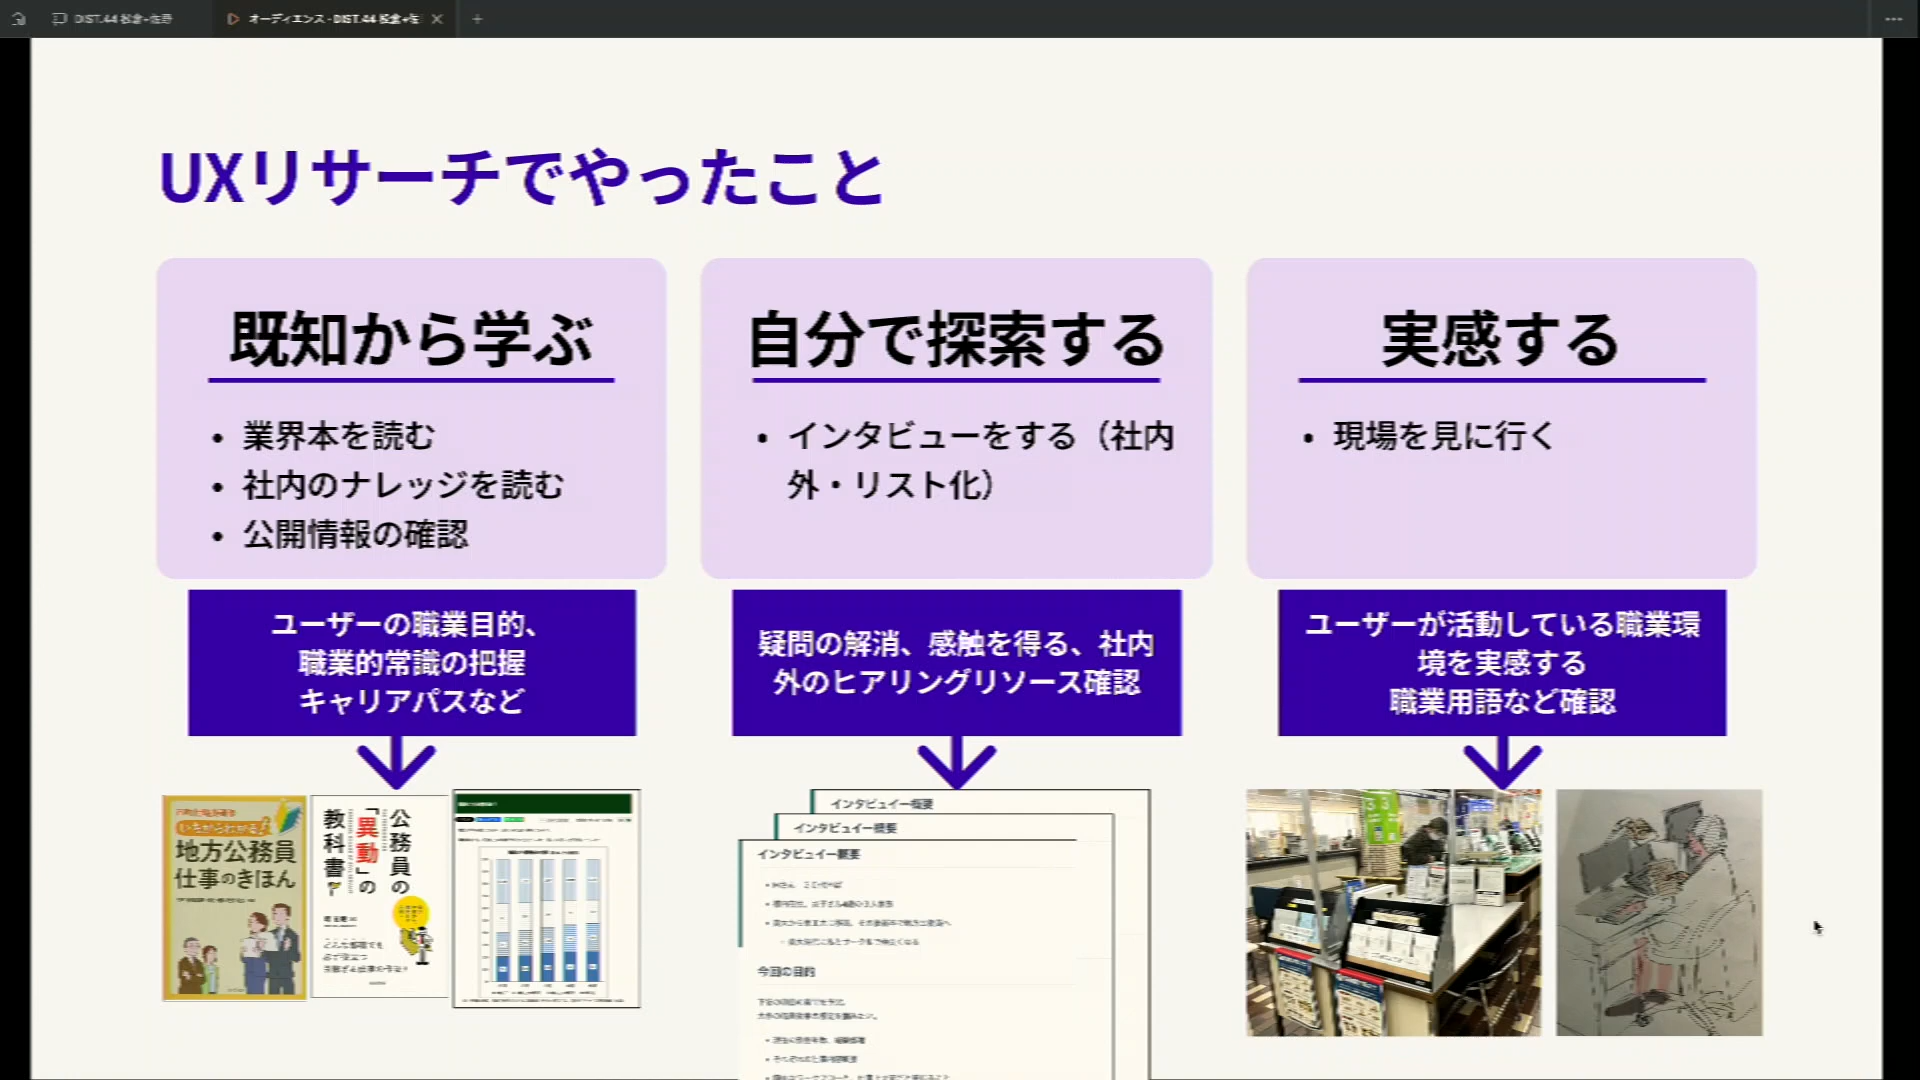 DIST.44 松倉+佐野
オーディエンス - DIST.44 松倉+佐
UXリサーチでやったこと
既知から学ぶ
• 業界本を読む
• 社内のナレッジを読む
• 公開情報の確認
ユーザーの職業目的、
職業的常識の把握
キャリアパスなど
地方公務員
仕事のきほん
公務員の
「異動」の
教科書
自分で探索する
• インタビューをする（社内
外・リスト化）
疑問の解消、感触を得る、社内
外のヒアリングリソース確認
インタビュイー概要
インタビュイー概要
インタビュイー概要
今回の目的
実感する
• 現場を見に行く
ユーザーが活動している職業環
境を実感する
職業用語など確認